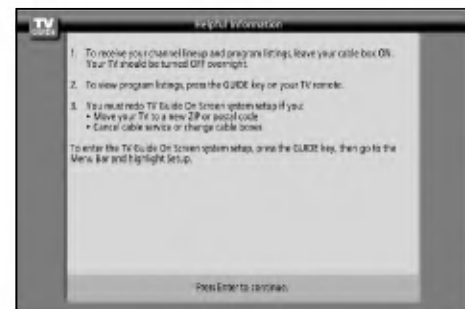 TV
GUIDE
Helpful Information
1. To receive your channel lineup and program listings, leave your cable box ON.
Your TV should be turned OFF overnight.
2. To view program listings, press the GUIDE key on your TV remote.
3. You must redo TV Guide On Screen system setup if you:
• Move your TV to a new ZIP or postal code
• Cancel cable service or change cable boxes
To enter the TV Guide On Screen system setup, press the GUIDE key, then go to the
Menu Bar and highlight Setup.
Press Enter to continue.